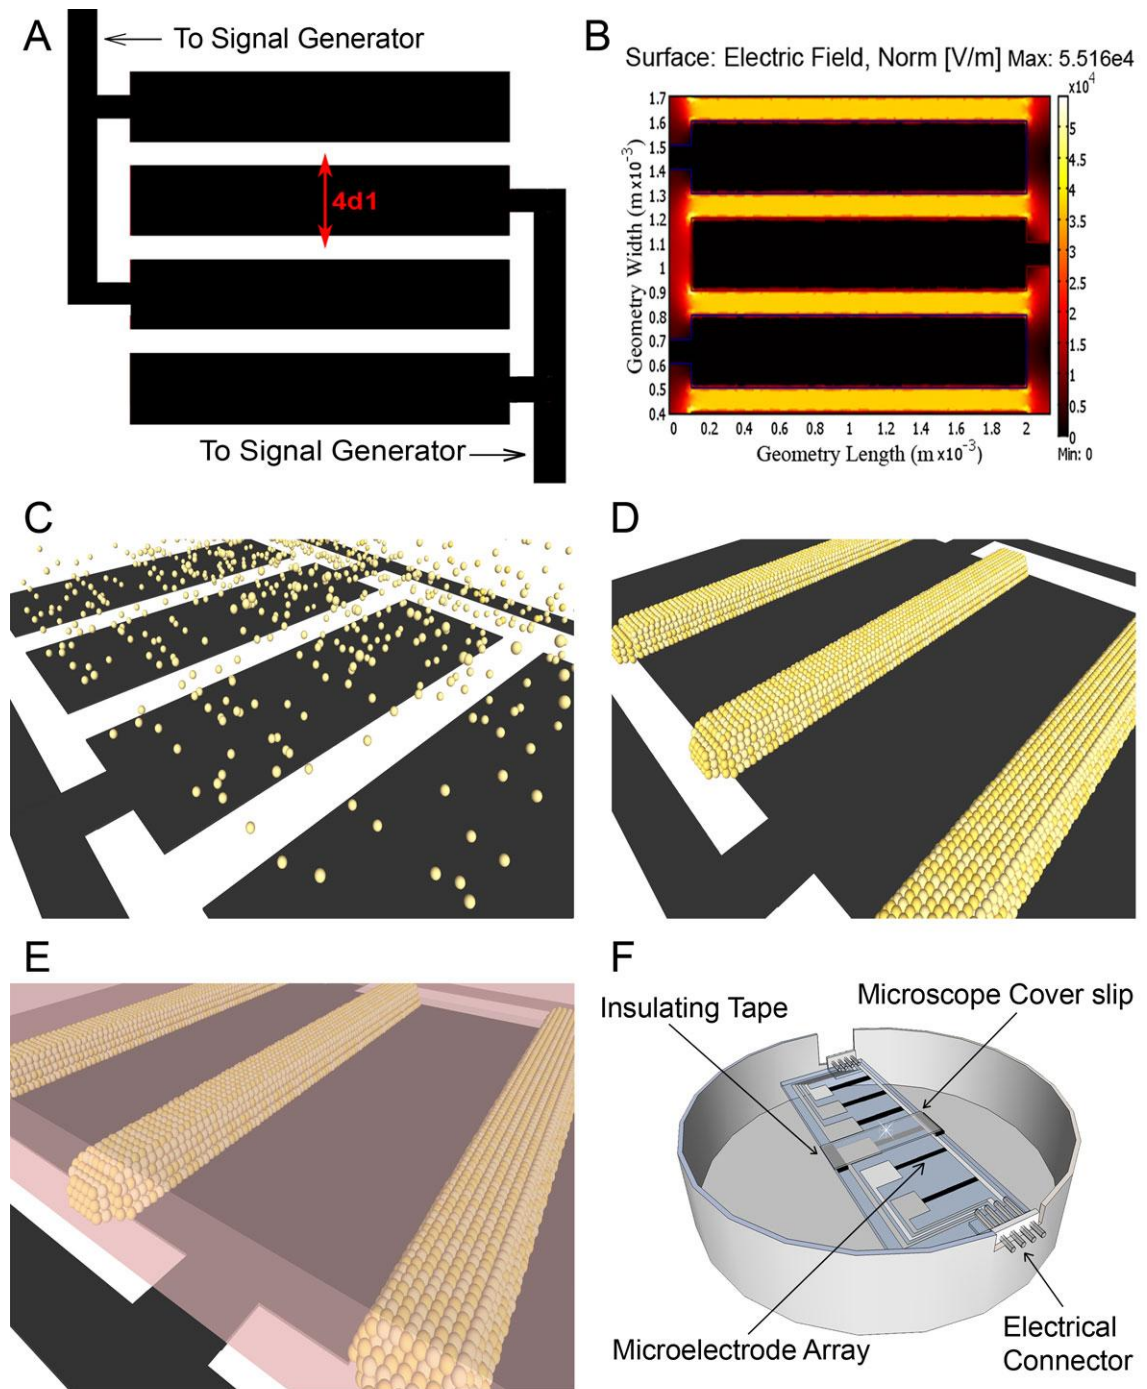 A
To Signal Generator
4d1
To Signal Generator
B
Surface: Electric Field, Norm [V/m] Max: 5.516e4
x10⁴
1.7
1.6
1.5
1.4
1.3
1.2
1.1
1
0.9
0.8
0.7
0.6
0.5
0.4
Geometry Width (m x10⁻³)
5
4.5
4
3.5
3
2.5
2
1.5
1
0.5
0
Min: 0
0 0.2 0.4 0.6 0.8 1 1.2 1.4 1.6 1.8 2
Geometry Length (m x10⁻³)
C
D
E
F
Insulating Tape
Microscope Cover slip
Microelectrode Array
Electrical
Connector